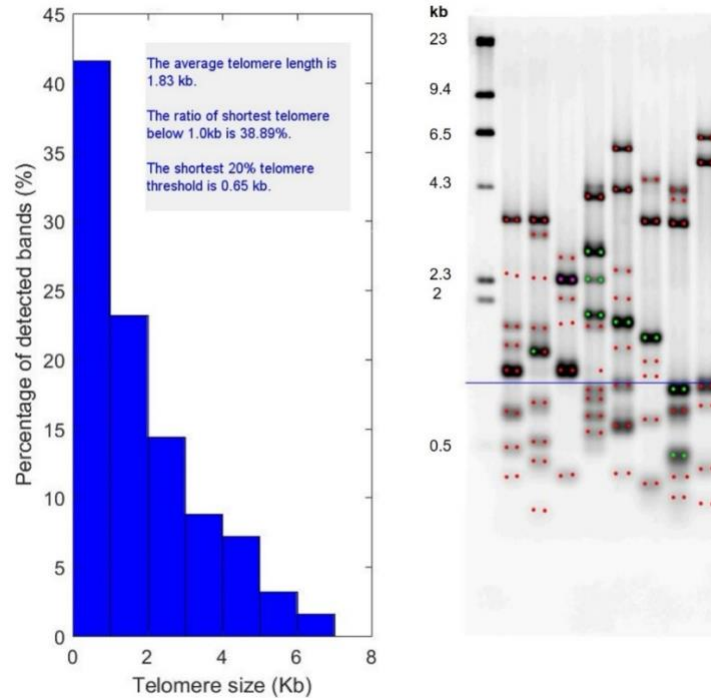 45
40
35
30
25
20
15
10
5
0
Percentage of detected bands (%)
The average telomere length is
1.83 kb.
The ratio of shortest telomere
below 1.0kb is 38.89%.
The shortest 20% telomere
threshold is 0.65 kb.
0 2 4 6 8
Telomere size (Kb)
kb
23
9.4
6.5
4.3
2.3
2
0.5